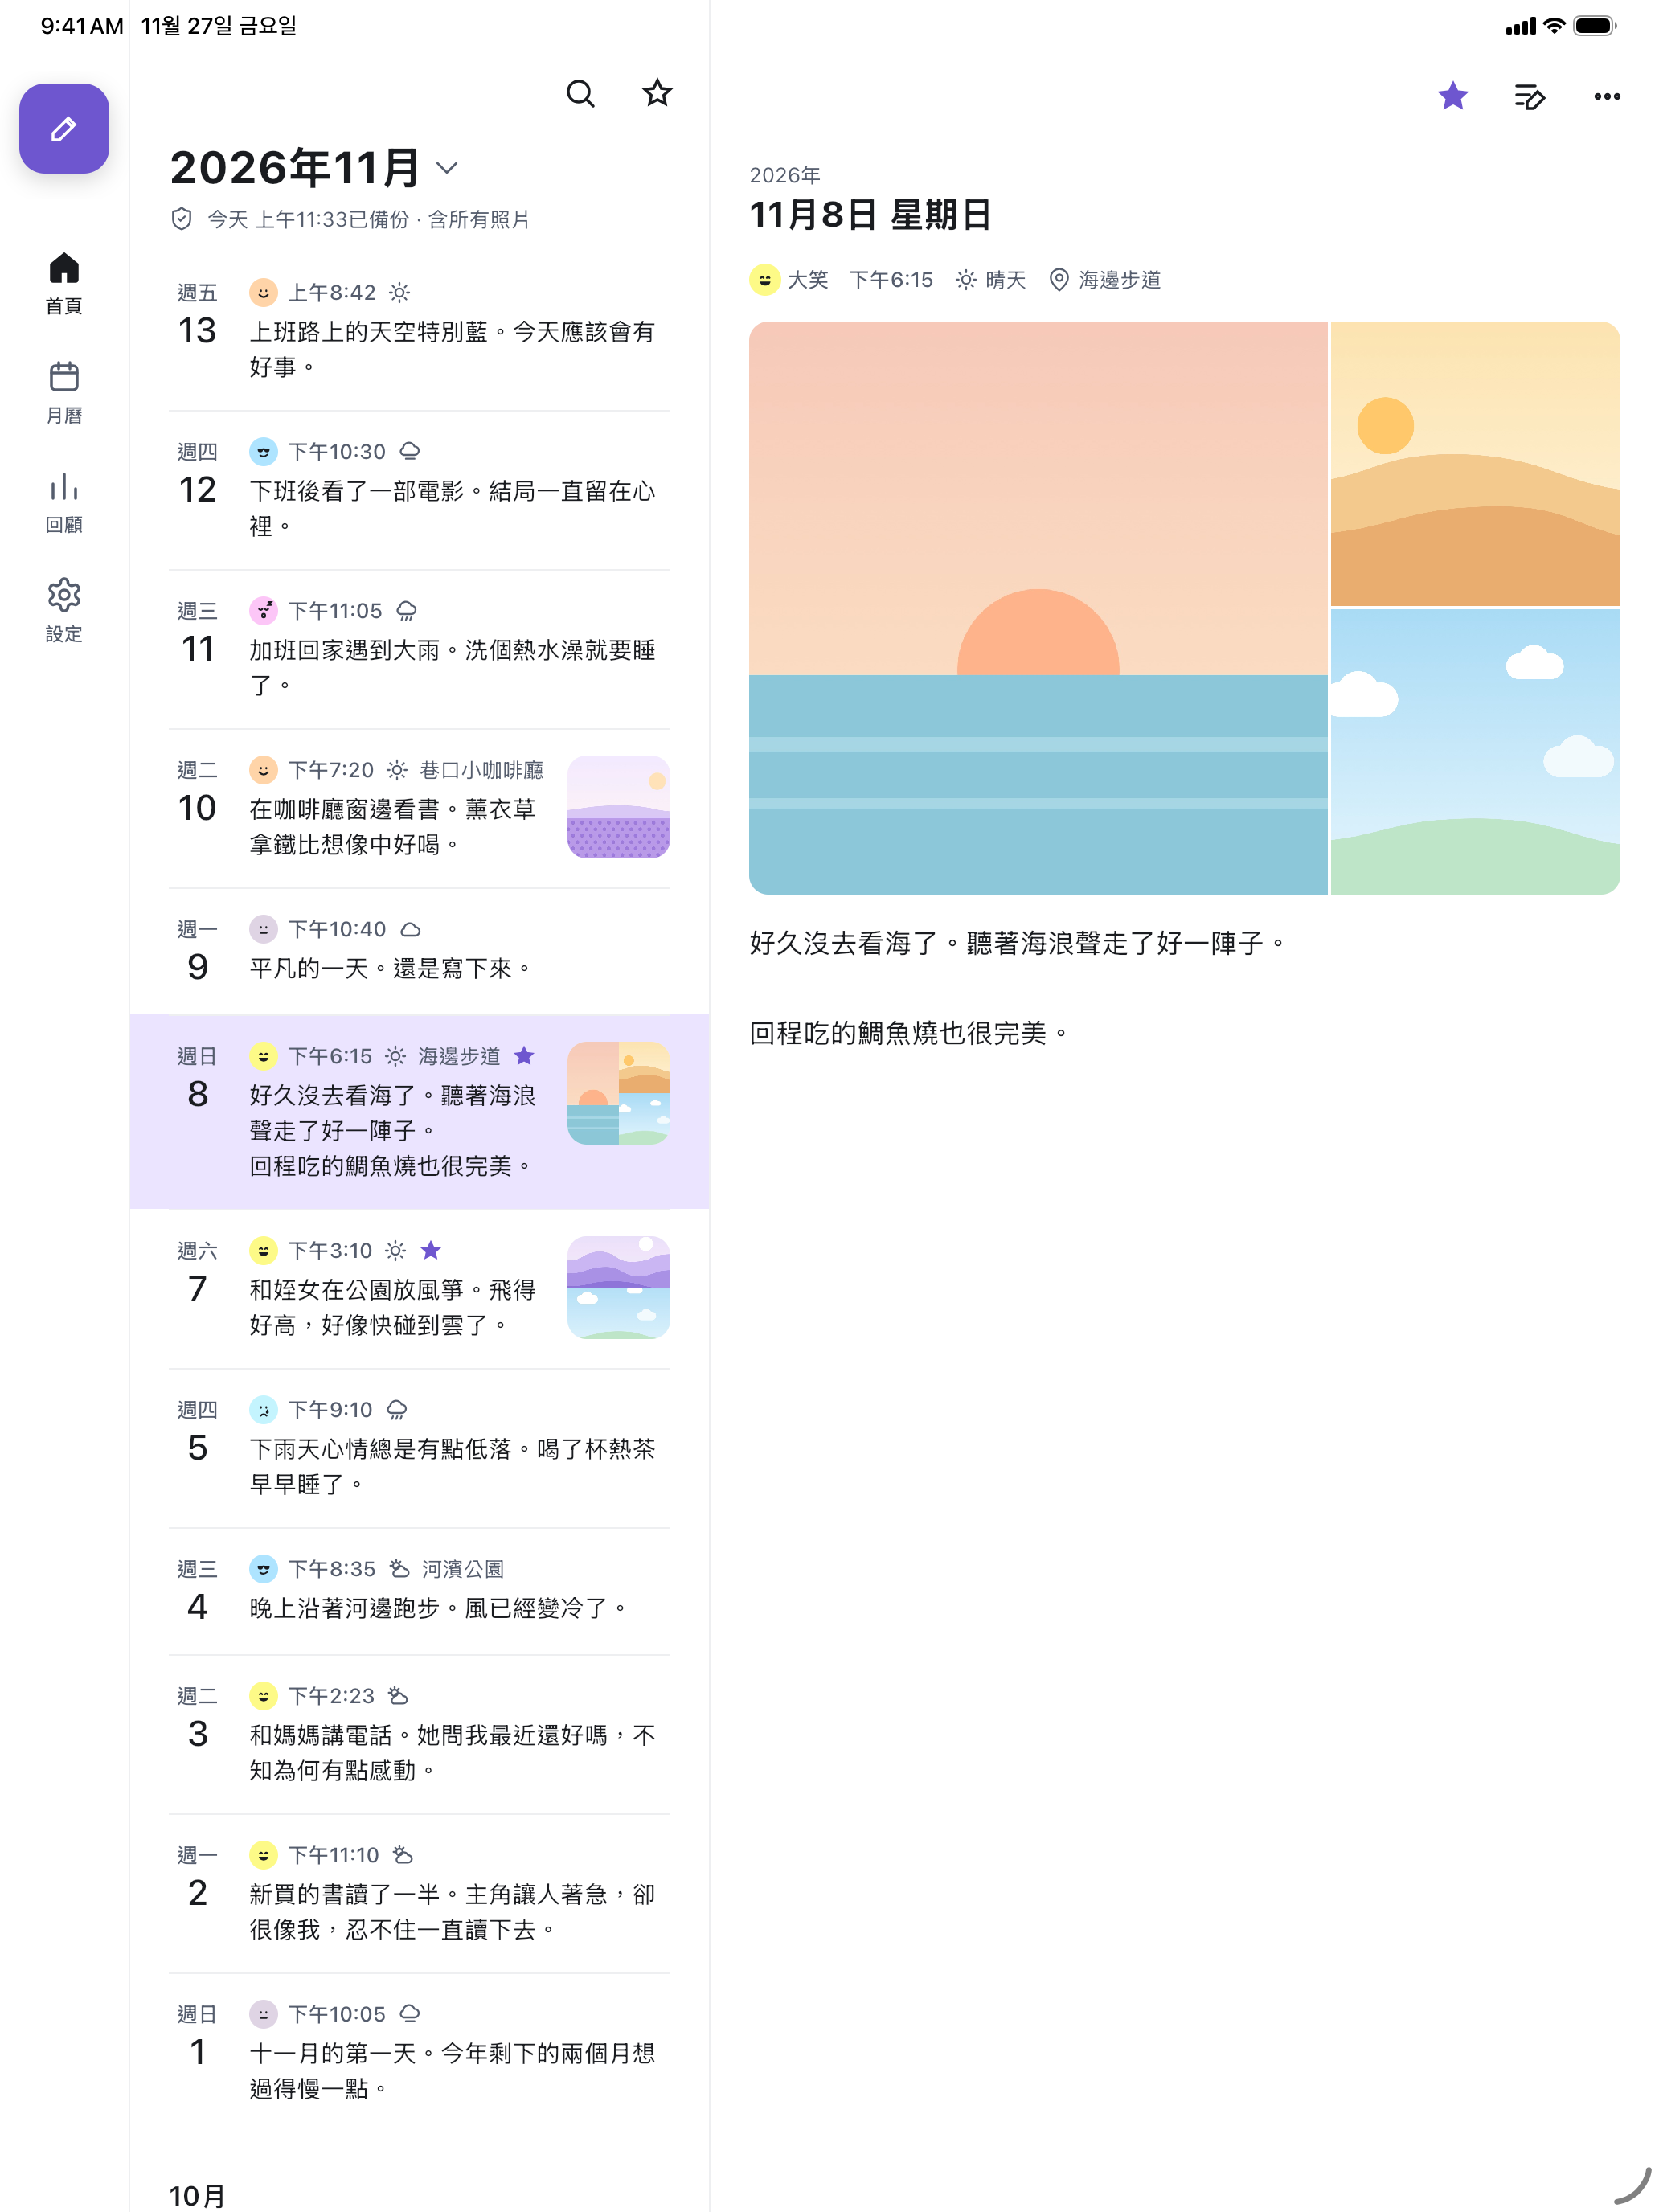 9:41 AM 11월 27일 금요일
首頁
月曆
回顧
設定
2026年11月
今天 上午11:33已備份 · 含所有照片
週五
13
上午8:42
上班路上的天空特別藍。今天應該會有
好事。
週四
12
下午10:30
下班後看了一部電影。結局一直留在心
裡。
週三
11
下午11:05
加班回家遇到大雨。洗個熱水澡就要睡
了。
週二
10
下午7:20 巷口小咖啡廳
在咖啡廳窗邊看書。薰衣草
拿鐵比想像中好喝。
週一
9
下午10:40
平凡的一天。還是寫下來。
週日
8
下午6:15 海邊步道
好久沒去看海了。聽著海浪
聲走了好一陣子。
回程吃的鯛魚燒也很完美。
週六
7
下午3:10
和姪女在公園放風箏。飛得
好高，好像快碰到雲了。
週四
5
下午9:10
下雨天心情總是有點低落。喝了杯熱茶
早早睡了。
週三
4
下午8:35 河濱公園
晚上沿著河邊跑步。風已經變冷了。
週二
3
下午2:23
和媽媽講電話。她問我最近還好嗎，不
知為何有點感動。
週一
2
下午11:10
新買的書讀了一半。主角讓人著急，卻
很像我，忍不住一直讀下去。
週日
1
下午10:05
十一月的第一天。今年剩下的兩個月想
過得慢一點。
10月
2026年
11月8日 星期日
大笑 下午6:15 晴天 海邊步道
好久沒去看海了。聽著海浪聲走了好一陣子。
回程吃的鯛魚燒也很完美。